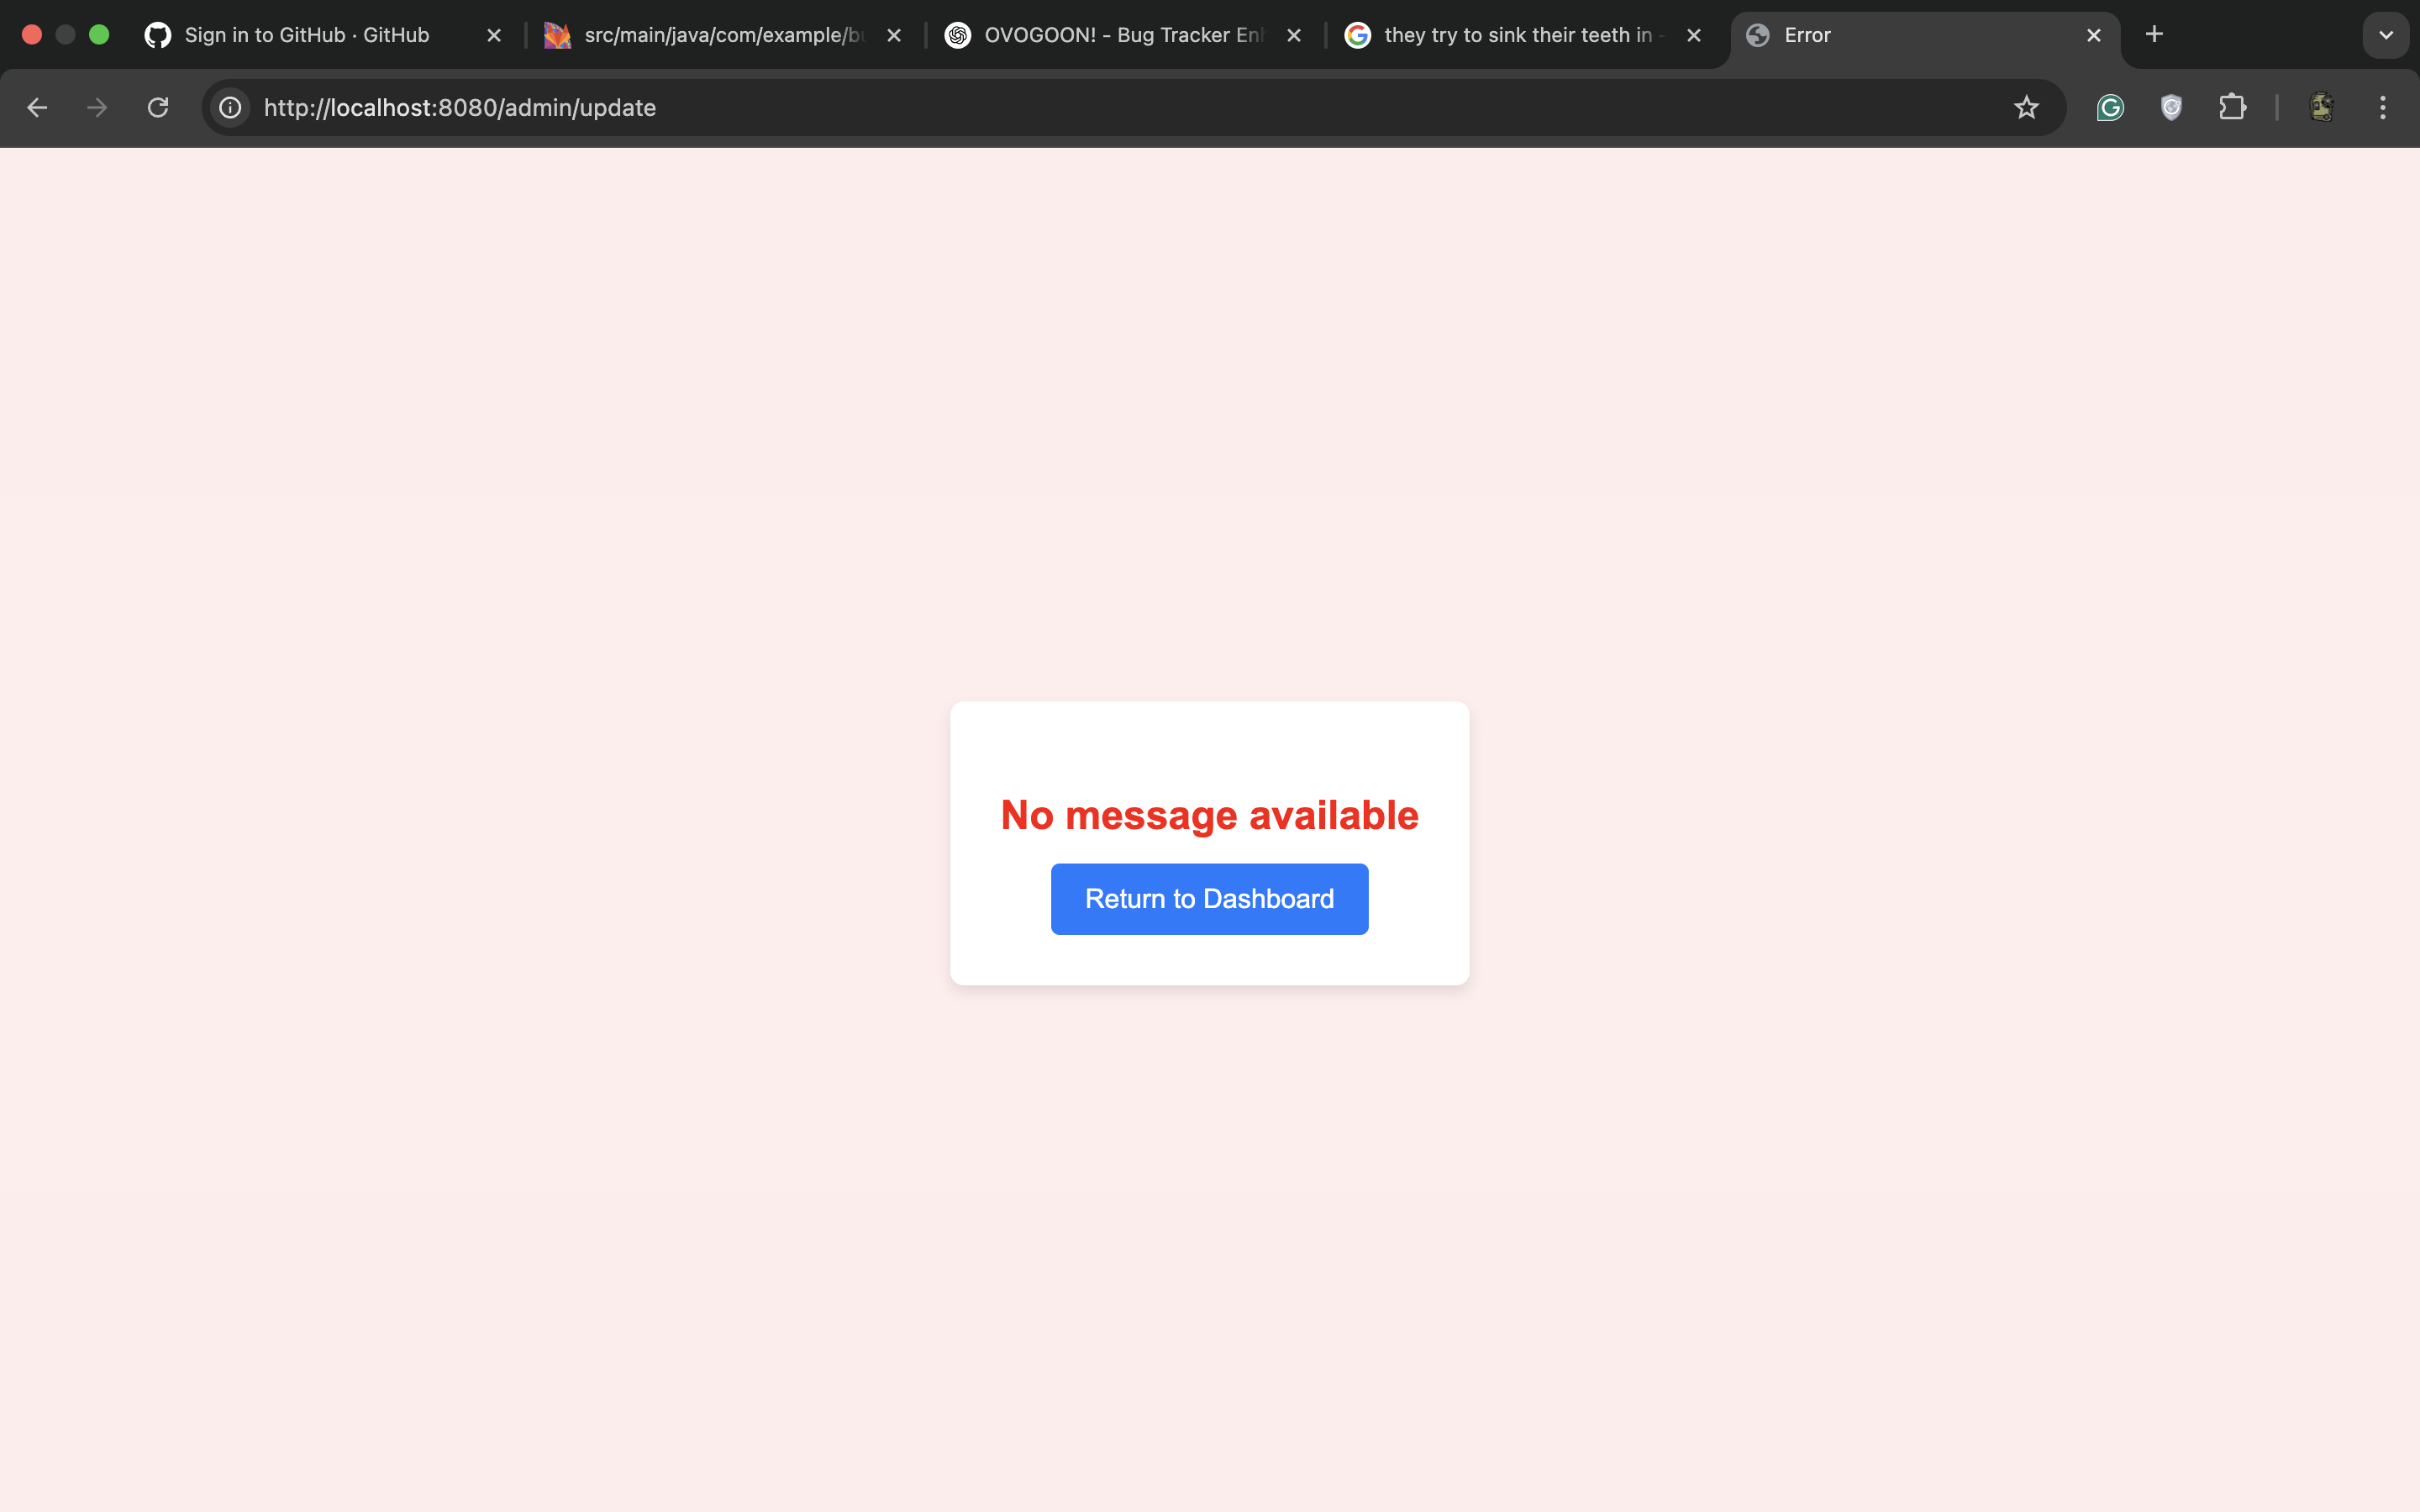 Sign in to GitHub · GitHub
src/main/java/com/example/
OVOGOON! - Bug Tracker
they try to sink their teeth in -
Error
http://localhost:8080/admin/update
No message available
Return to Dashboard